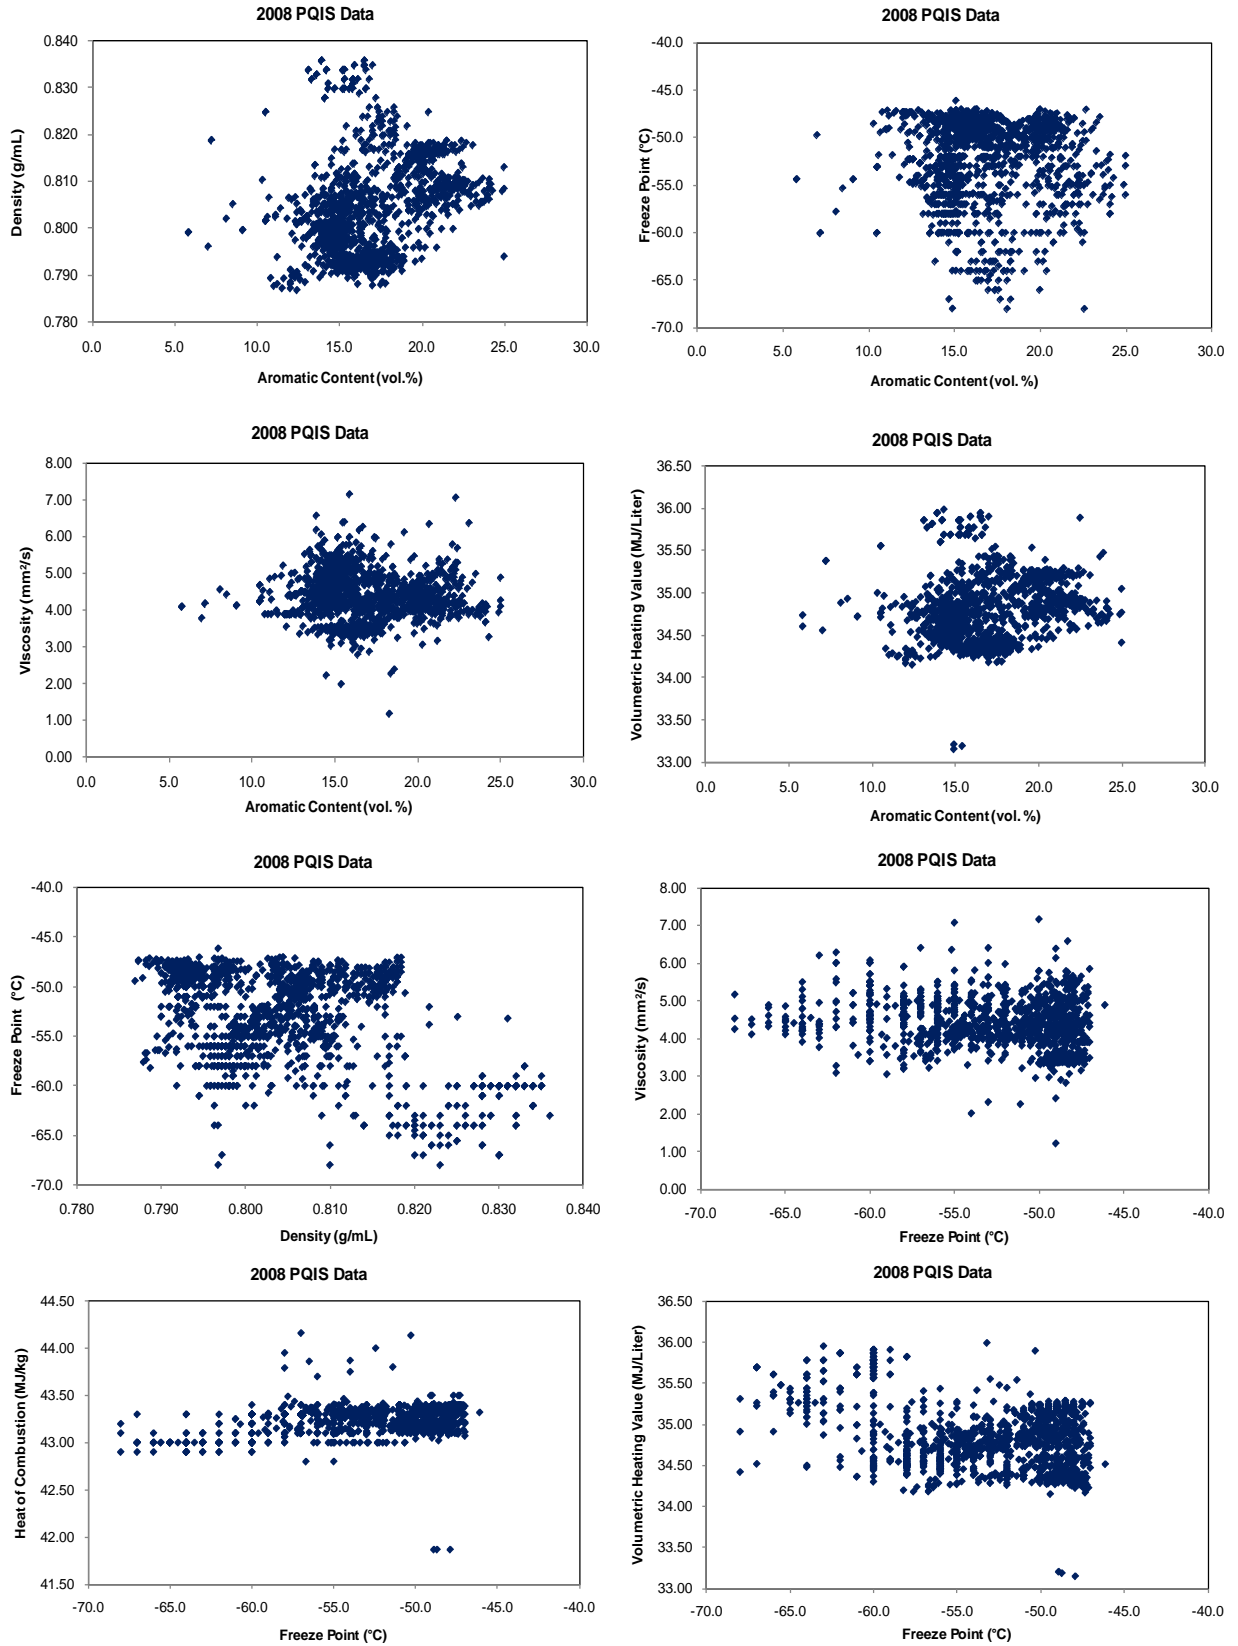 2008 PQIS Data
0.840
0.830
0.820
0.810
0.800
0.790
0.780
Density (g/mL)
0.0 5.0 10.0 15.0 20.0 25.0 30.0
Aromatic Content (vol.%)
2008 PQIS Data
-40.0
-45.0
-50.0
-55.0
-60.0
-65.0
-70.0
Freeze Point (°C)
0.0 5.0 10.0 15.0 20.0 25.0 30.0
Aromatic Content (vol. %)
2008 PQIS Data
8.00
7.00
6.00
5.00
4.00
3.00
2.00
1.00
0.00
VIscosity (mm²/s)
0.0 5.0 10.0 15.0 20.0 25.0 30.0
Aromatic Content (vol. %)
2008 PQIS Data
36.50
36.00
35.50
35.00
34.50
34.00
33.50
33.00
Volumetric Heating Value (MJ/Liter)
0.0 5.0 10.0 15.0 20.0 25.0 30.0
Aromatic Content (vol. %)
2008 PQIS Data
-40.0
-45.0
-50.0
-55.0
-60.0
-65.0
-70.0
Freeze Point (°C)
0.780 0.790 0.800 0.810 0.820 0.830 0.840
Density (g/mL)
2008 PQIS Data
8.00
7.00
6.00
5.00
4.00
3.00
2.00
1.00
0.00
Viscosity (mm²/s)
-70.0 -65.0 -60.0 -55.0 -50.0 -45.0 -40.0
Freeze Point (°C)
2008 PQIS Data
44.50
44.00
43.50
43.00
42.50
42.00
41.50
Heat of Combustion (MJ/kg)
-70.0 -65.0 -60.0 -55.0 -50.0 -45.0 -40.0
Freeze Point (°C)
2008 PQIS Data
36.50
36.00
35.50
35.00
34.50
34.00
33.50
33.00
Volumetric Heating Value (MJ/Liter)
-70.0 -65.0 -60.0 -55.0 -50.0 -45.0 -40.0
Freeze Point (°C)